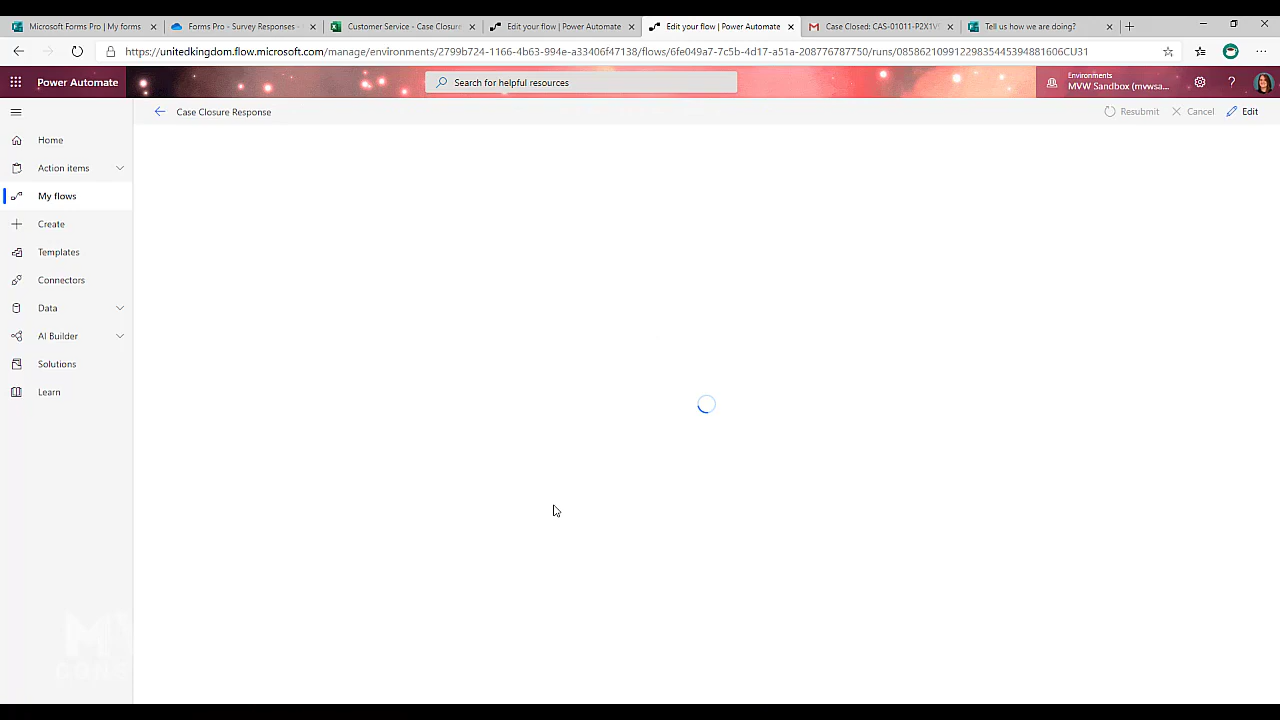 Microsoft Forms Pro | My forms
Forms Pro - Survey Responses -
Customer Service - Case Closure
Edit your flow | Power Automate
Edit your flow | Power Automate
Case Closed: CAS-01011-P2X1V
Tell us how we are doing?
https://unitedkingdom.flow.microsoft.com/manage/environments/2799b724-1166-4b63-994e-a33406f47138/flows/6fe049a7-7c5b-4d17-a51a-208776787750/runs/08586210991229835445394881606CU31
Power Automate
Search for helpful resources
Environments
MVW Sandbox (mvwsa...
Case Closure Response
Resubmit
Cancel
Edit
Home
Action items
My flows
Create
Templates
Connectors
Data
AI Builder
Solutions
Learn